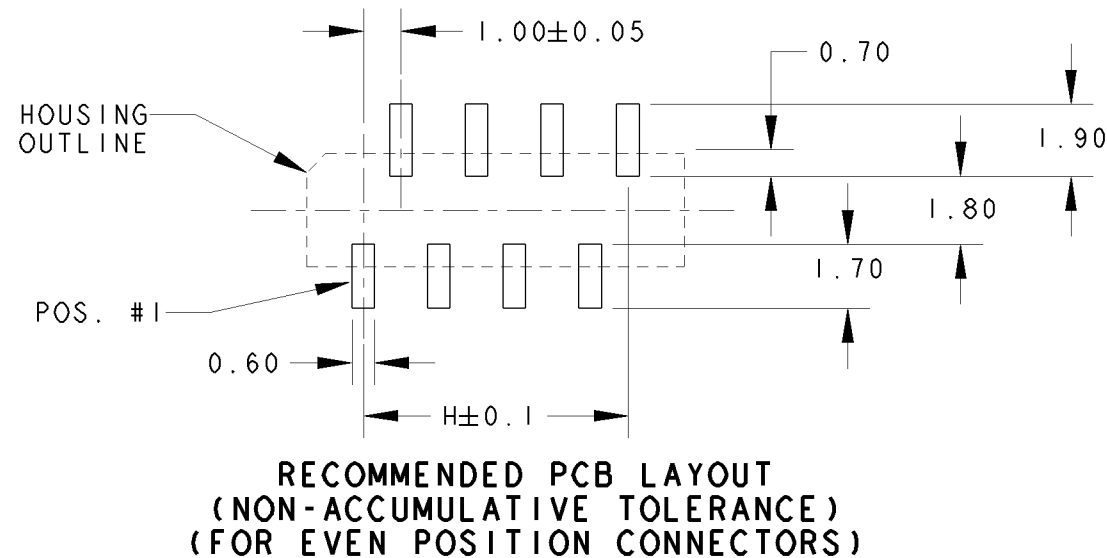 1.00±0.05
0.70
HOUSING
OUTLINE
1.90
1.80
1.70
POS. #1
0.60
H±0.1
RECOMMENDED PCB LAYOUT
(NON-ACCUMULATIVE TOLERANCE)
(FOR EVEN POSITION CONNECTORS)